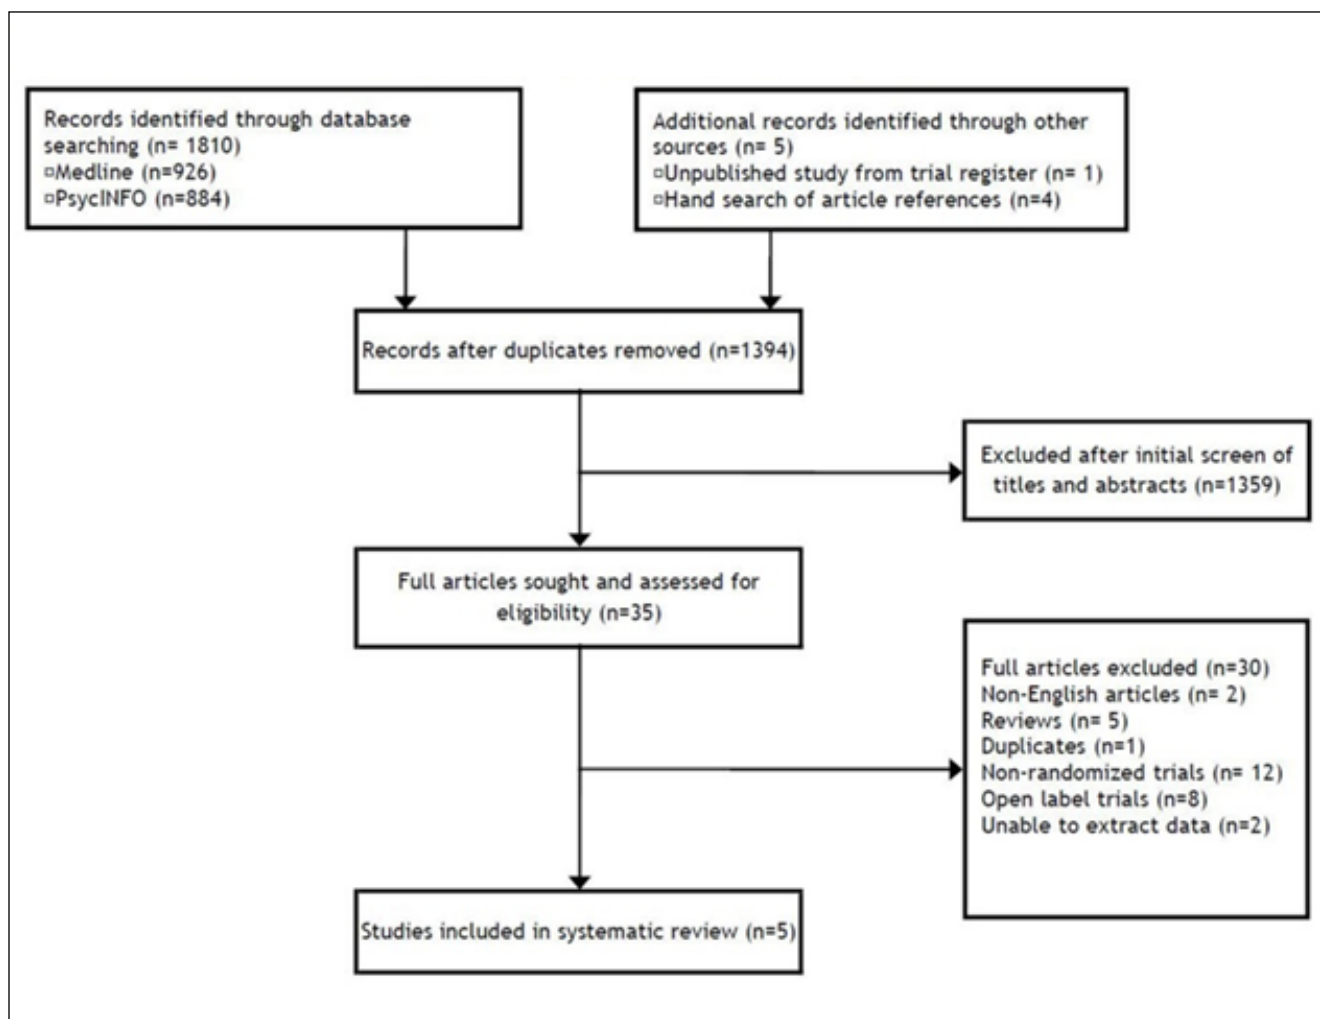 Records identified through database
searching (n= 1810)
▫Medline (n=926)
▫PsycINFO (n=884)
Additional records identified through other
sources (n= 5)
▫Unpublished study from trial register (n= 1)
▫Hand search of article references (n=4)
Records after duplicates removed (n=1394)
Excluded after initial screen of
titles and abstracts (n=1359)
Full articles sought and assessed for
eligibility (n=35)
Full articles excluded (n=30)
Non-English articles (n= 2)
Reviews (n= 5)
Duplicates (n=1)
Non-randomized trials (n= 12)
Open label trials (n=8)
Unable to extract data (n=2)
Studies included in systematic review (n=5)